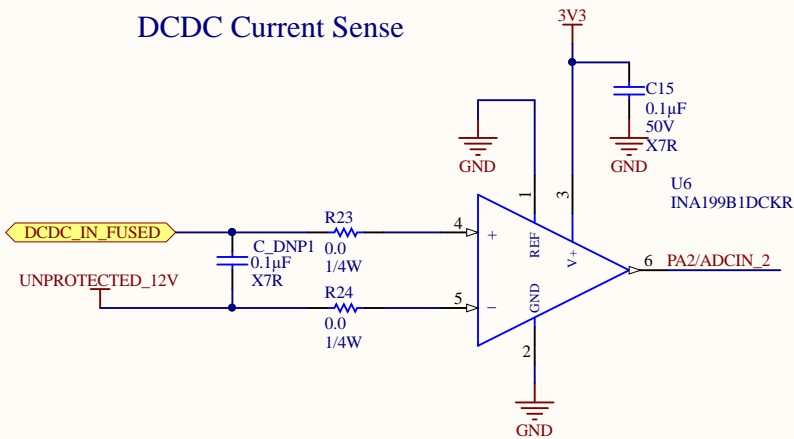 DCDC Current Sense
3V3
C15
0.1µF
50V
X7R
GND
GND
U6
INA199B1DCKR
1
3
REF
V+
DCDC_IN_FUSED
R23
0.0
1/4W
4
+
C_DNP1
0.1µF
X7R
6
PA2/ADCIN_2
UNPROTECTED_12V
R24
0.0
1/4W
5
−
GND
2
GND